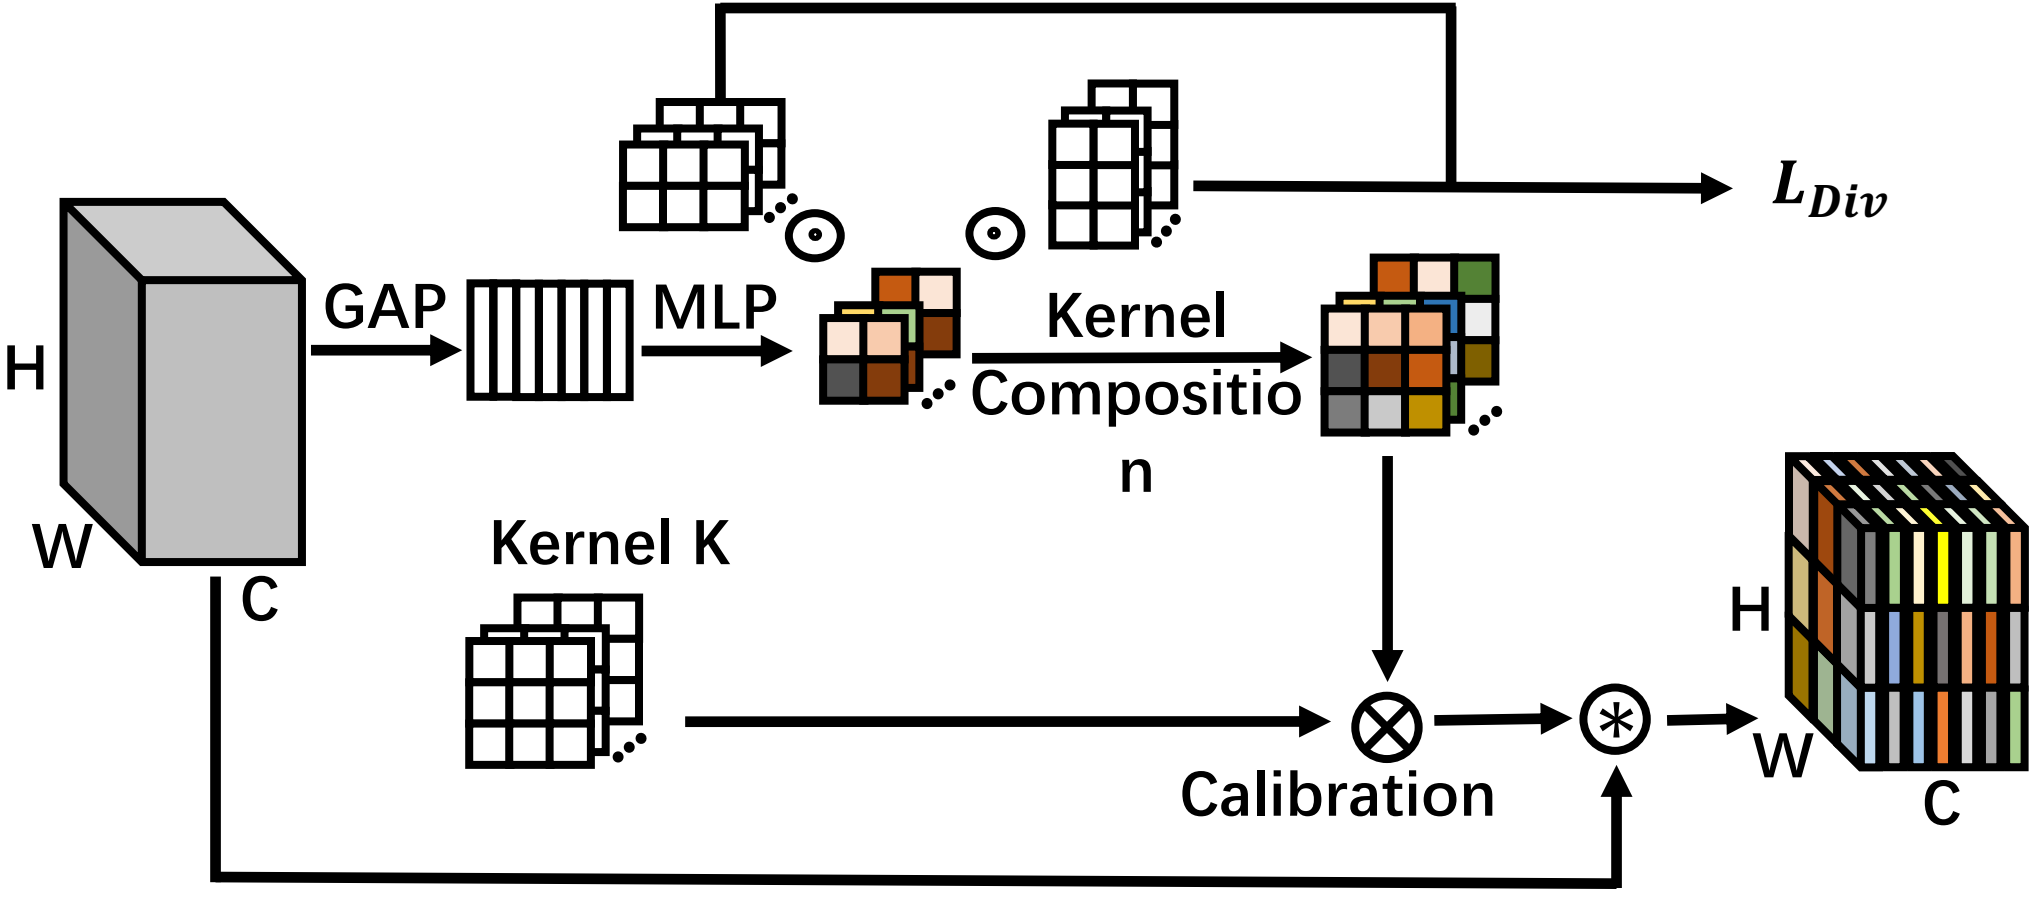 L_Div
GAP
MLP
Kernel
Compositio
n
H
W
C
Kernel K
H
W
C
Calibration